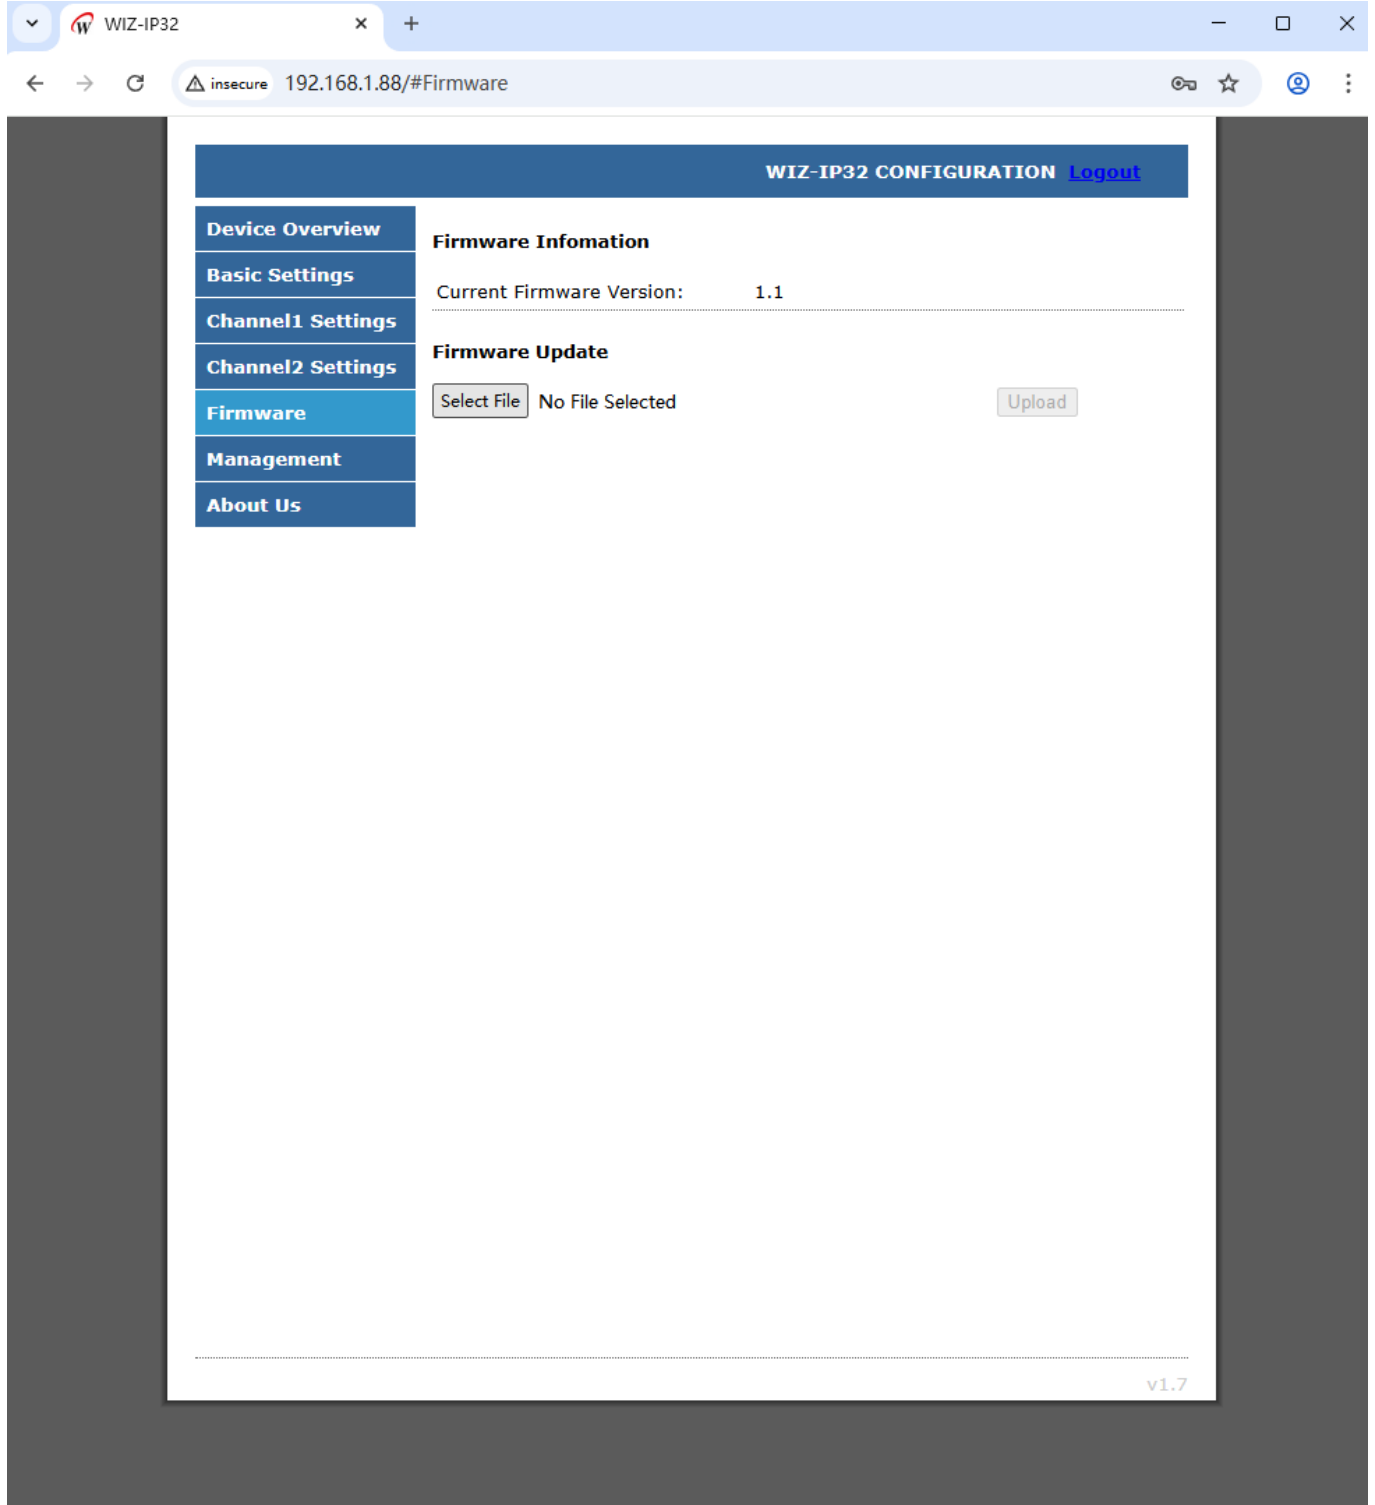 WIZ-IP32
insecure 192.168.1.88/#Firmware
WIZ-IP32 CONFIGURATION Logout
Device Overview
Basic Settings
Channel1 Settings
Channel2 Settings
Firmware
Management
About Us
Firmware Infomation
Current Firmware Version: 1.1
Firmware Update
Select File No File Selected Upload
v1.7